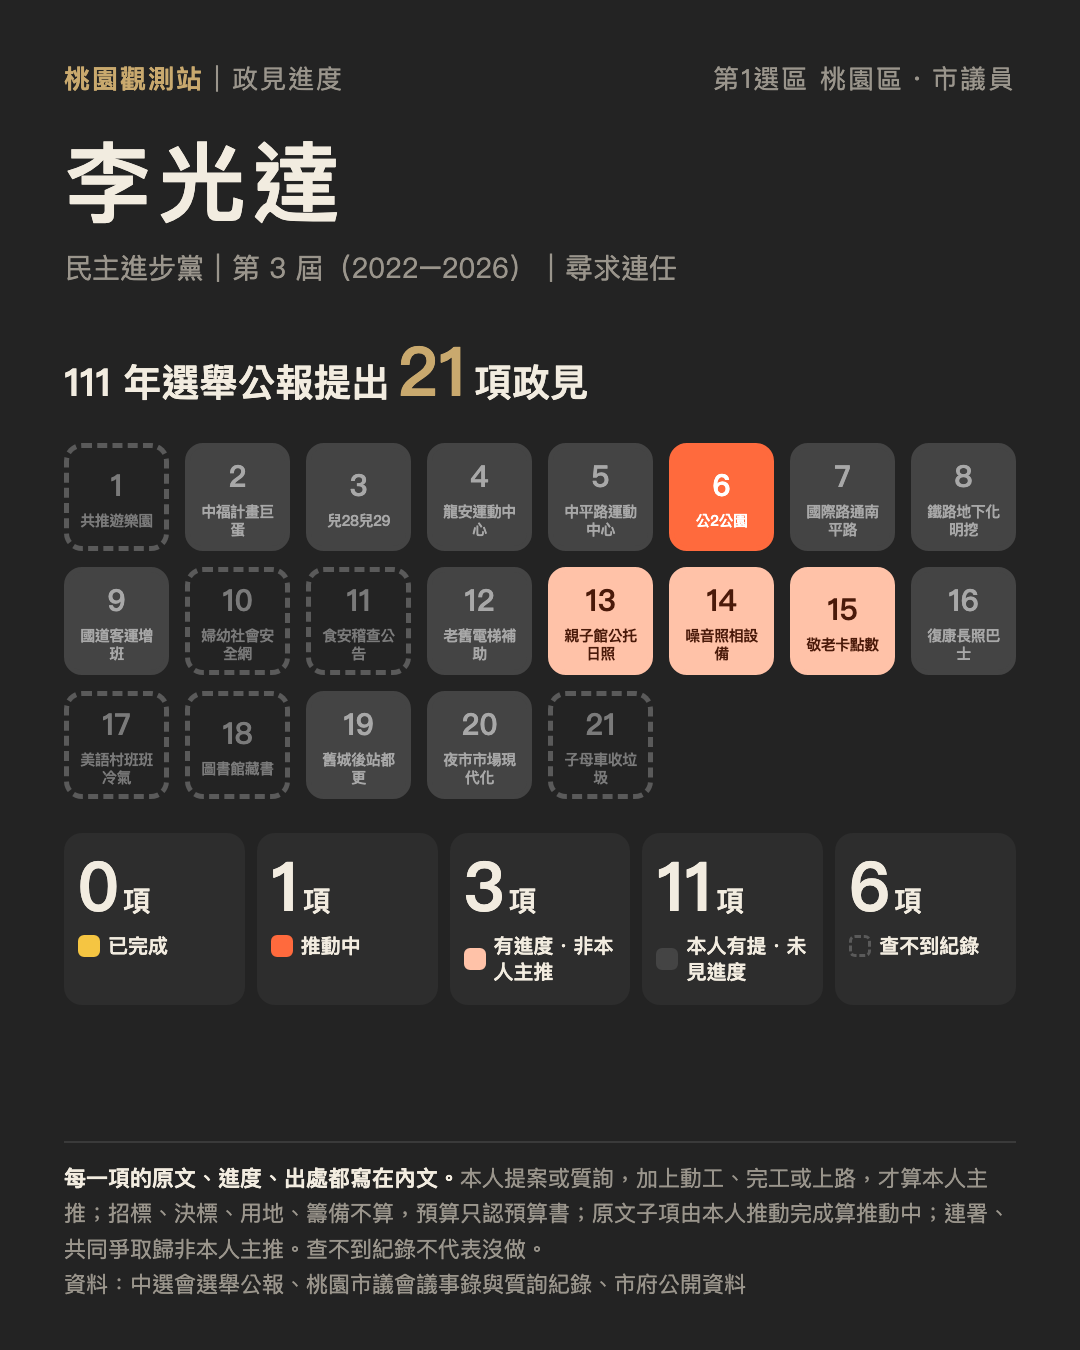 桃園觀測站｜政見進度
第1選區 桃園區・市議員
李光達
民主進步黨｜第 3 屆（2022–2026）｜尋求連任
111 年選舉公報提出 21 項政見
1
共推遊樂園
2
中福計畫巨
蛋
3
兒28兒29
4
龍安運動中
心
5
中平路運動
中心
6
公2公園
7
國際路通南
平路
8
鐵路地下化
明挖
9
國道客運增
班
10
婦幼社會安
全網
11
食安稽查公
告
12
老舊電梯補
助
13
親子館公托
日照
14
噪音照相設
備
15
敬老卡點數
16
復康長照巴
士
17
美語村班班
冷氣
18
圖書館藏書
19
舊城後站都
更
20
夜市市場現
代化
21
子母車收垃
圾
0項
已完成
1項
推動中
3項
有進度・非本
人主推
11項
本人有提・未
見進度
6項
查不到紀錄
每一項的原文、進度、出處都寫在內文。本人提案或質詢，加上動工、完工或上路，才算本人主
推；招標、決標、用地、籌備不算，預算只認預算書；原文子項由本人推動完成算推動中；連署、
共同爭取歸非本人主推。查不到紀錄不代表沒做。
資料：中選會選舉公報、桃園市議會議事錄與質詢紀錄、市府公開資料